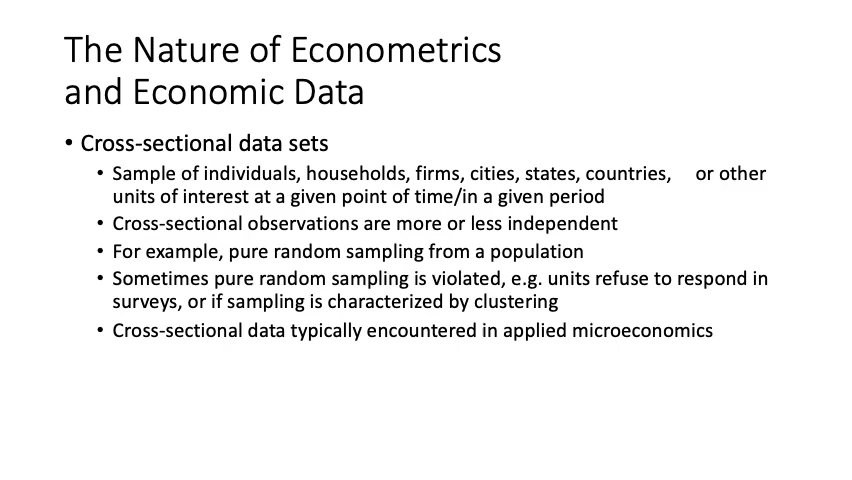 The Nature of Econometrics
and Economic Data
• Cross-sectional data sets
• Sample of individuals, households, firms, cities, states, countries, or other
units of interest at a given point of time/in a given period
• Cross-sectional observations are more or less independent
• For example, pure random sampling from a population
• Sometimes pure random sampling is violated, e.g. units refuse to respond in
surveys, or if sampling is characterized by clustering
• Cross-sectional data typically encountered in applied microeconomics